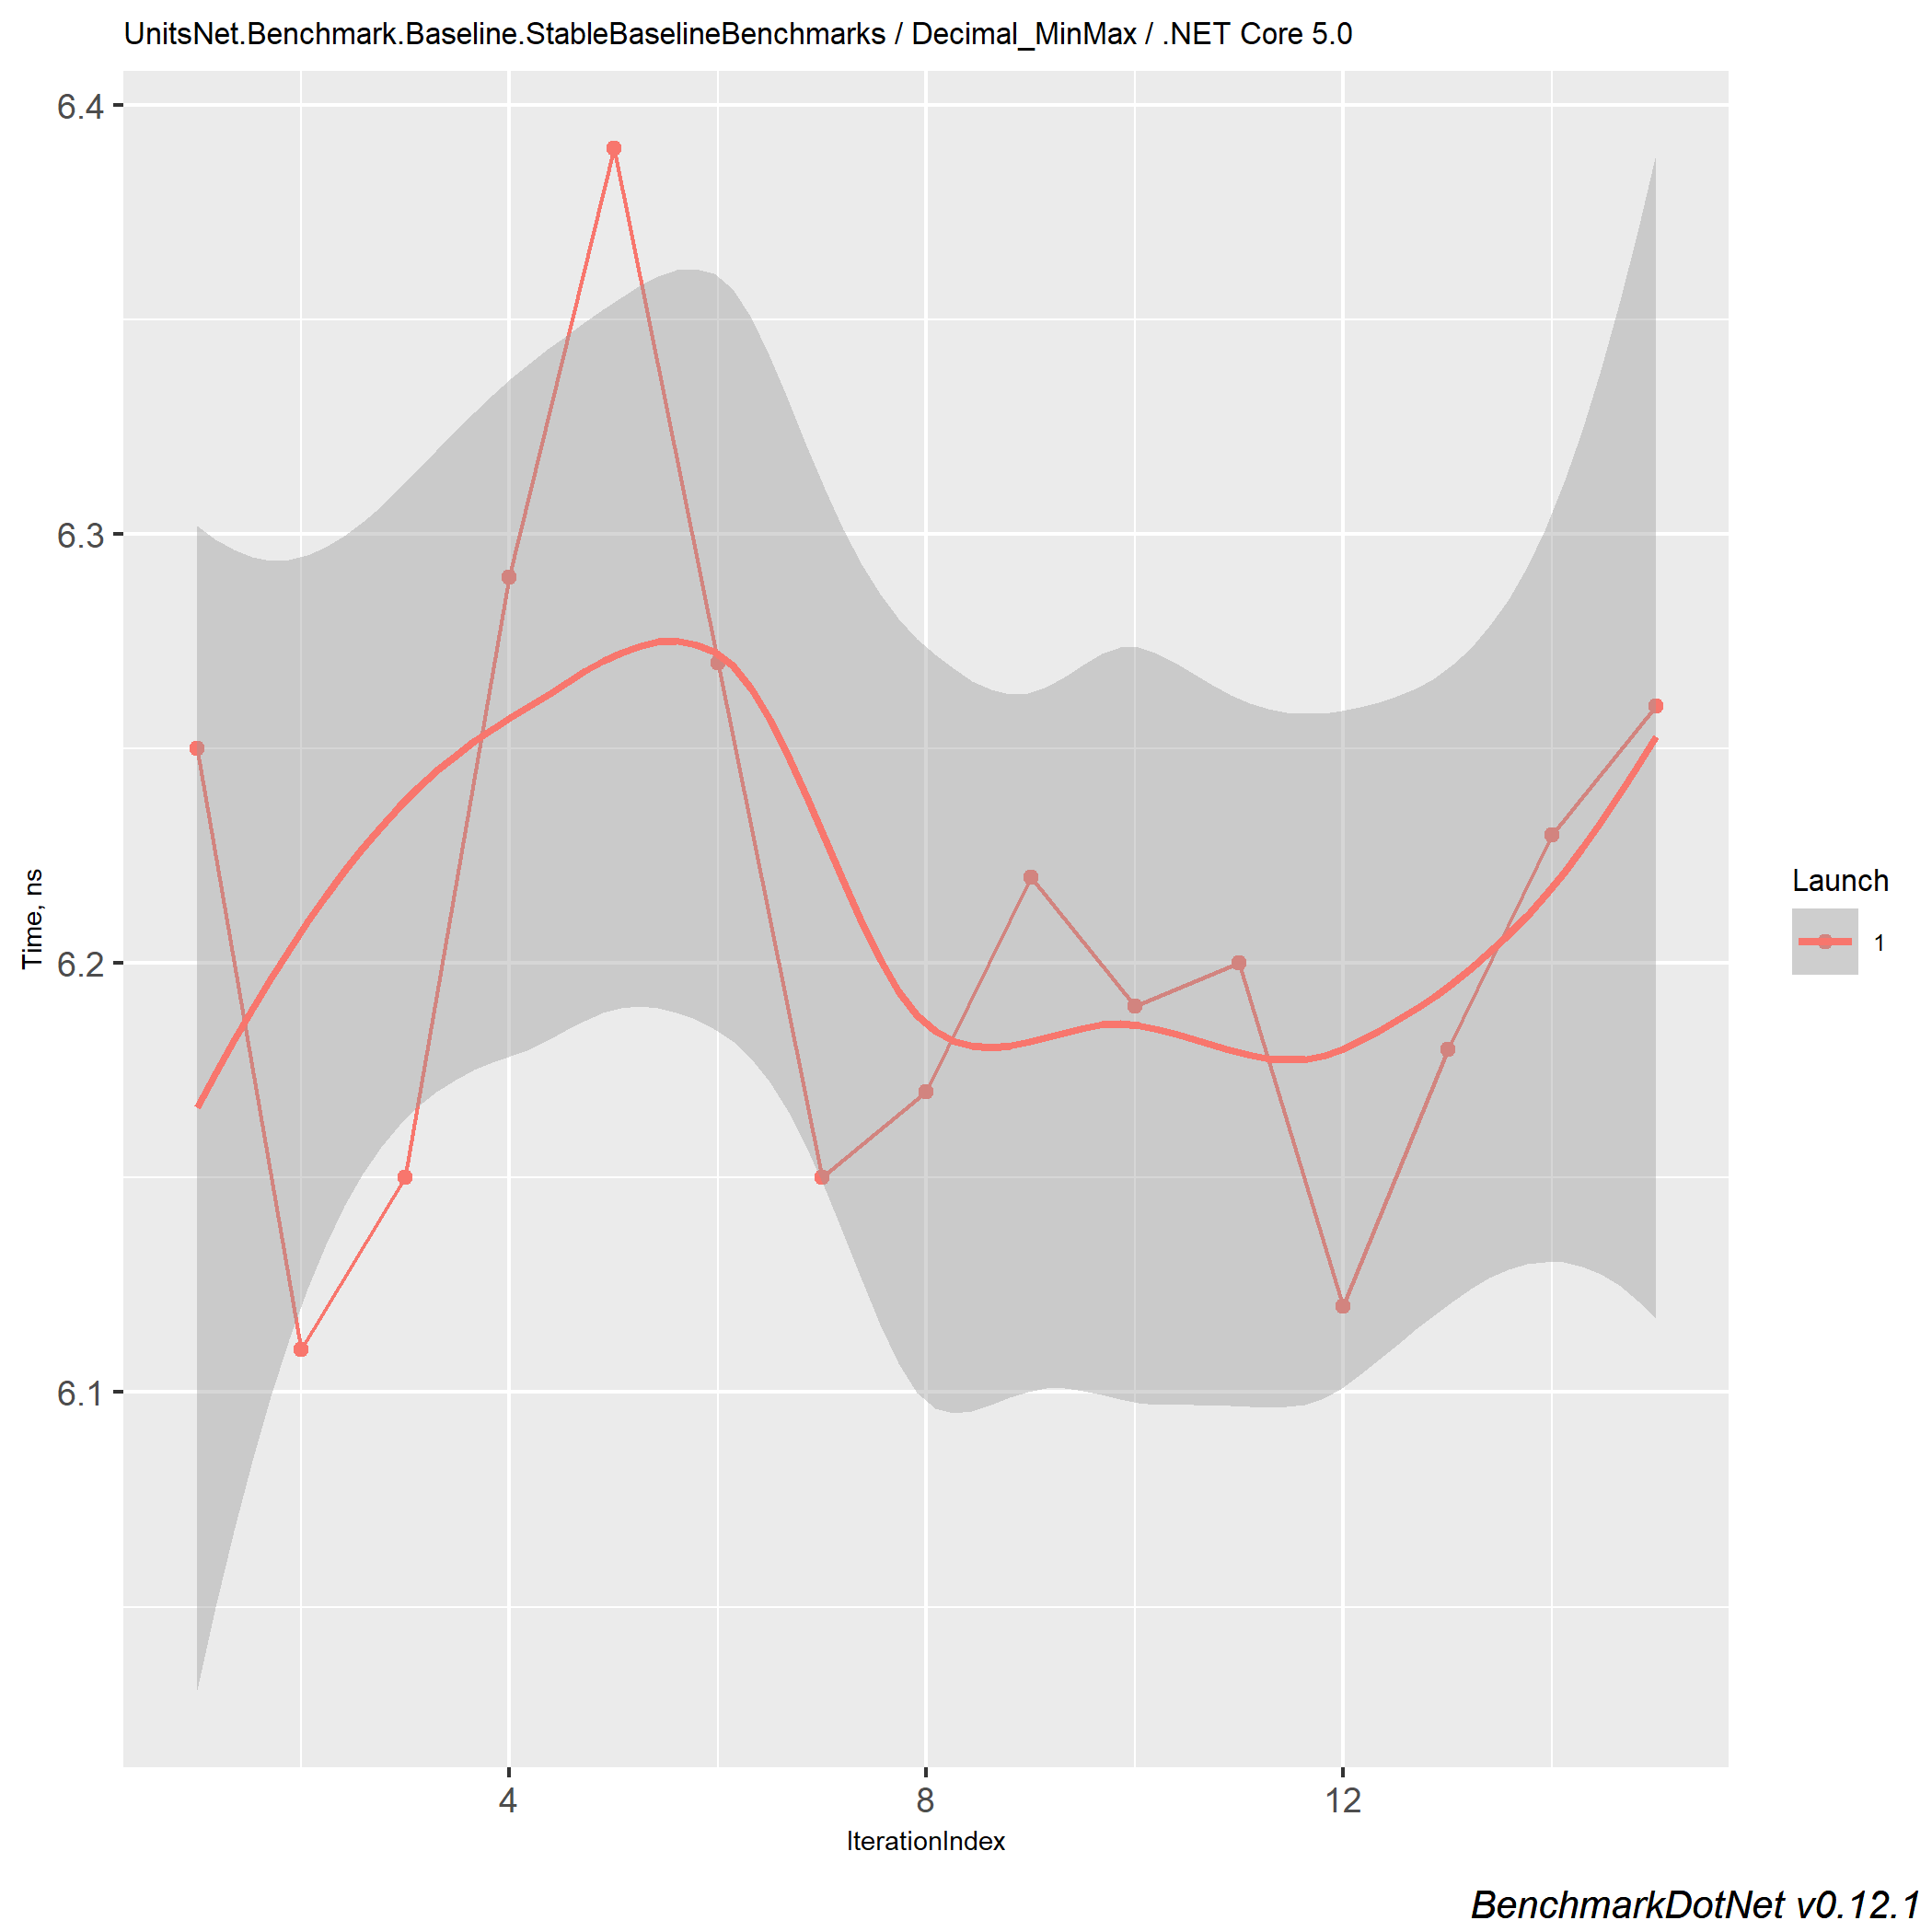 UnitsNet.Benchmark.Baseline.StableBaselineBenchmarks / Decimal_MinMax / .NET Core 5.0
6.4
6.3
6.2
6.1
Time, ns
4 8 12
IterationIndex
Launch
1
BenchmarkDotNet v0.12.1